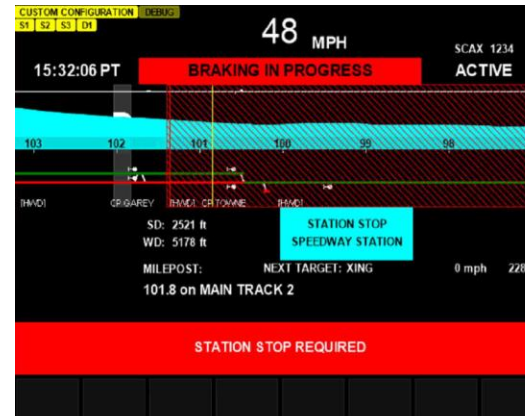 CUSTOM CONFIGURATION DEBUG
S1 S2 S3 D1
48 MPH
SCAX 1234
15:32:06 PT
BRAKING IN PROGRESS
ACTIVE
103 102 101 100 99 98
[HWD] CP GAREY [HWD] CP TOWNE [HWD]
SD: 2521 ft
WD: 5178 ft
STATION STOP
SPEEDWAY STATION
MILEPOST:
NEXT TARGET: XING
0 mph
228
101.8 on MAIN TRACK 2
STATION STOP REQUIRED